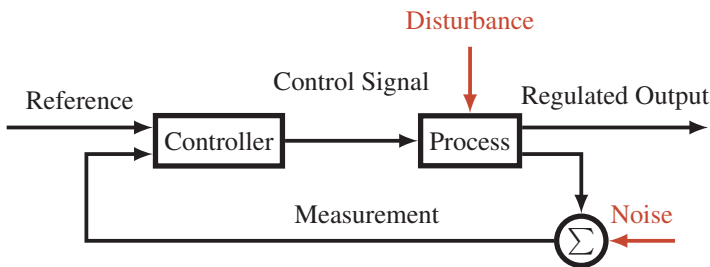 Disturbance
Control Signal
Reference
Regulated Output
Controller
Process
Measurement
Noise
∑